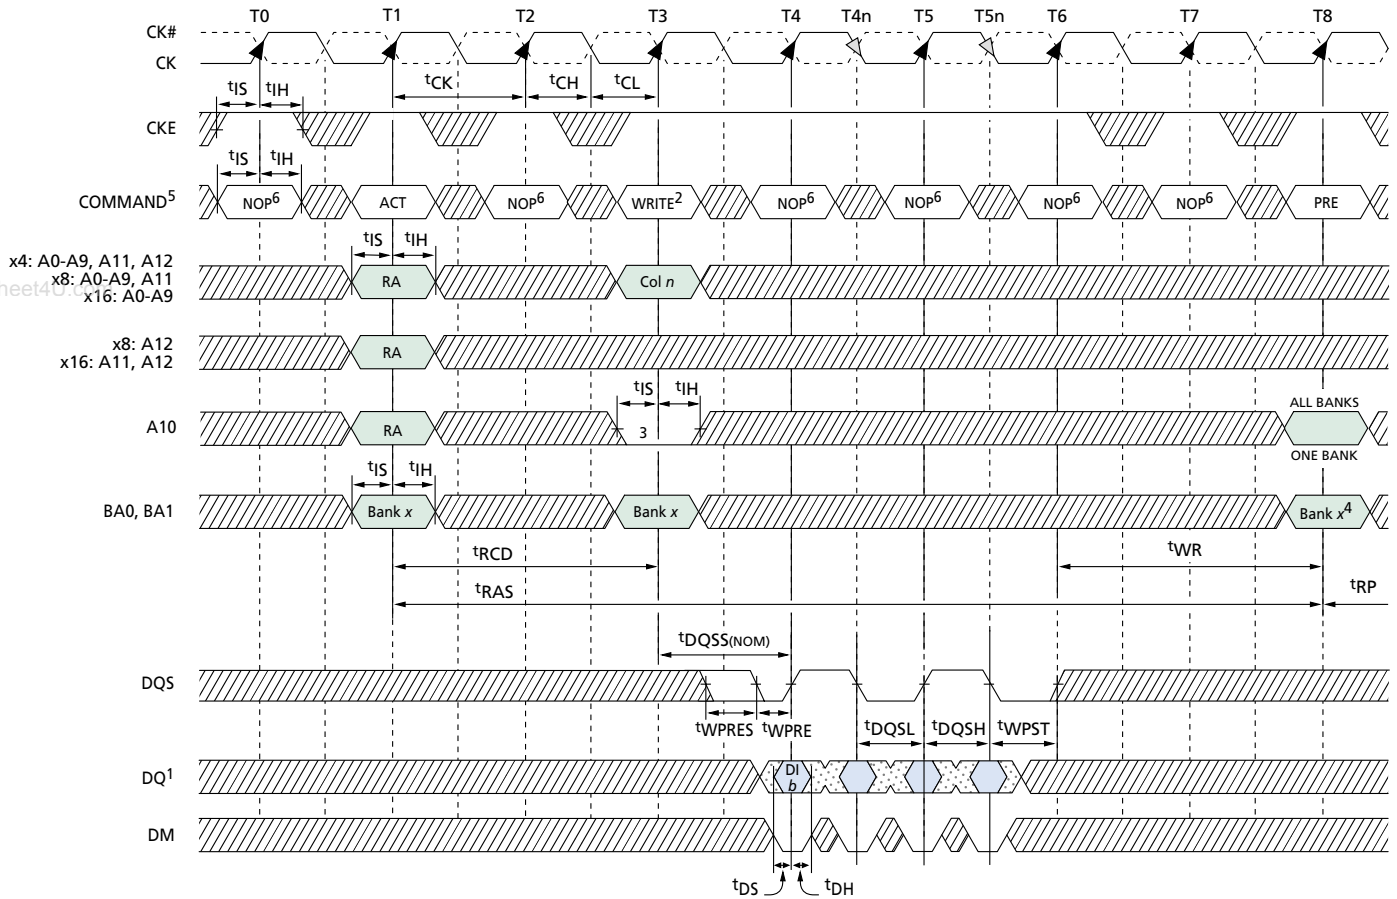 T0 T1 T2 T3 T4 T4n T5 T5n T6 T7 T8
CK#
CK
tCK tCH tCL
tIS tIH
CKE
tIS tIH
COMMAND5 NOP6 ACT NOP6 WRITE2 NOP6 NOP6 NOP6 NOP6 PRE
tIS tIH
x4: A0-A9, A11, A12
x8: A0-A9, A11
x16: A0-A9
RA Col n
x8: A12
x16: A11, A12
RA
tIS tIH
ALL BANKS
A10 RA 3
ONE BANK
tIS tIH
BA0, BA1 Bank x Bank x Bank x4
tRCD tWR
tRAS tRP
tDQSS(NOM)
DQS
tWPRES tWPRE tDQSL tDQSH tWPST
DQ1 DI
b
DM
tDS tDH